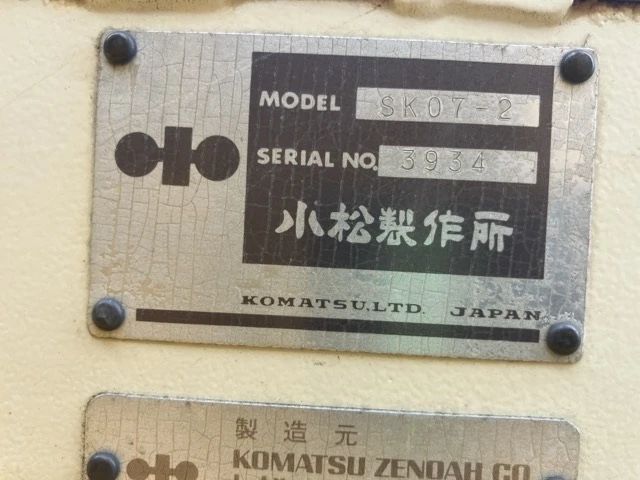 MODEL SK07-2
SERIAL NO. 3934
小松製作所
KOMATSU.LTD. JAPAN
製造元
KOMATSU ZENOAH CO